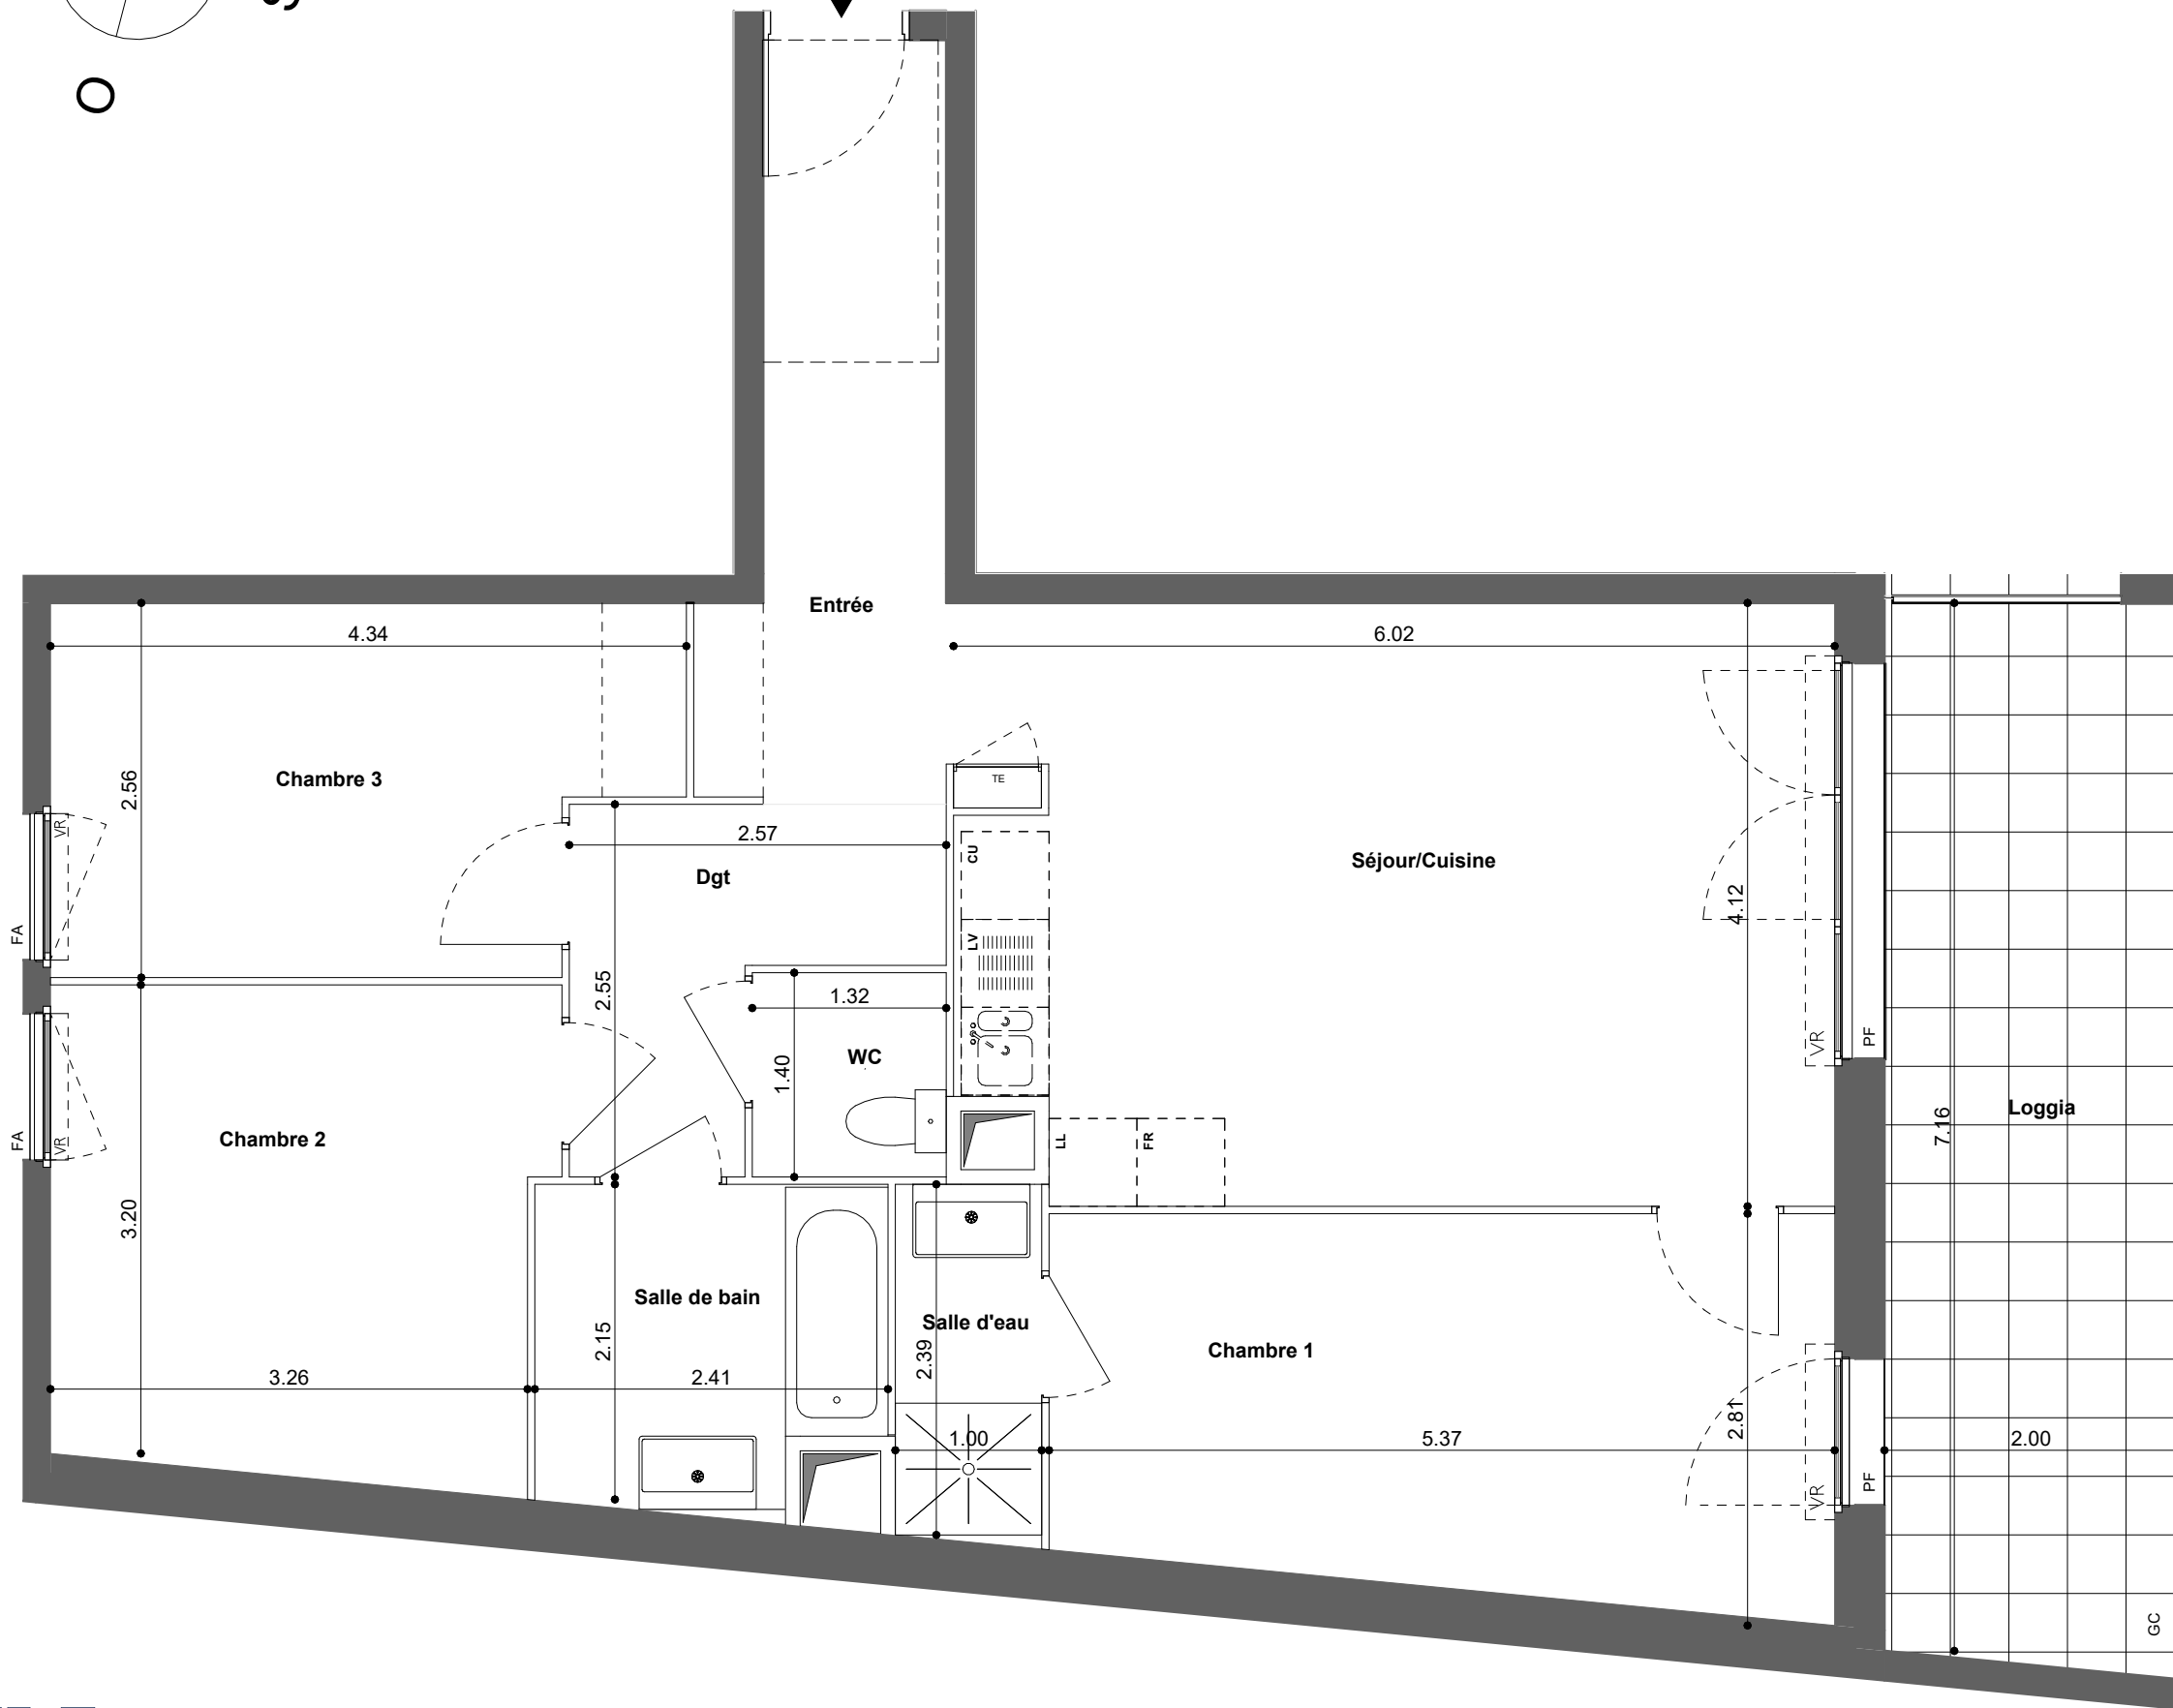 O
Entrée
4.34
6.02
2.56
Chambre 3
TE
VR
2.57
CU
Séjour/Cuisine
Dgt
4.12
FA
LV
2.55
1.32
VR
PF
WC
1.40
Loggia
7.16
FA
VR
Chambre 2
LL
FR
3.20
Salle de bain
Salle d'eau
2.15
2.39
Chambre 1
3.26
2.41
2.81
1.00
5.37
2.00
VR
PF
GC